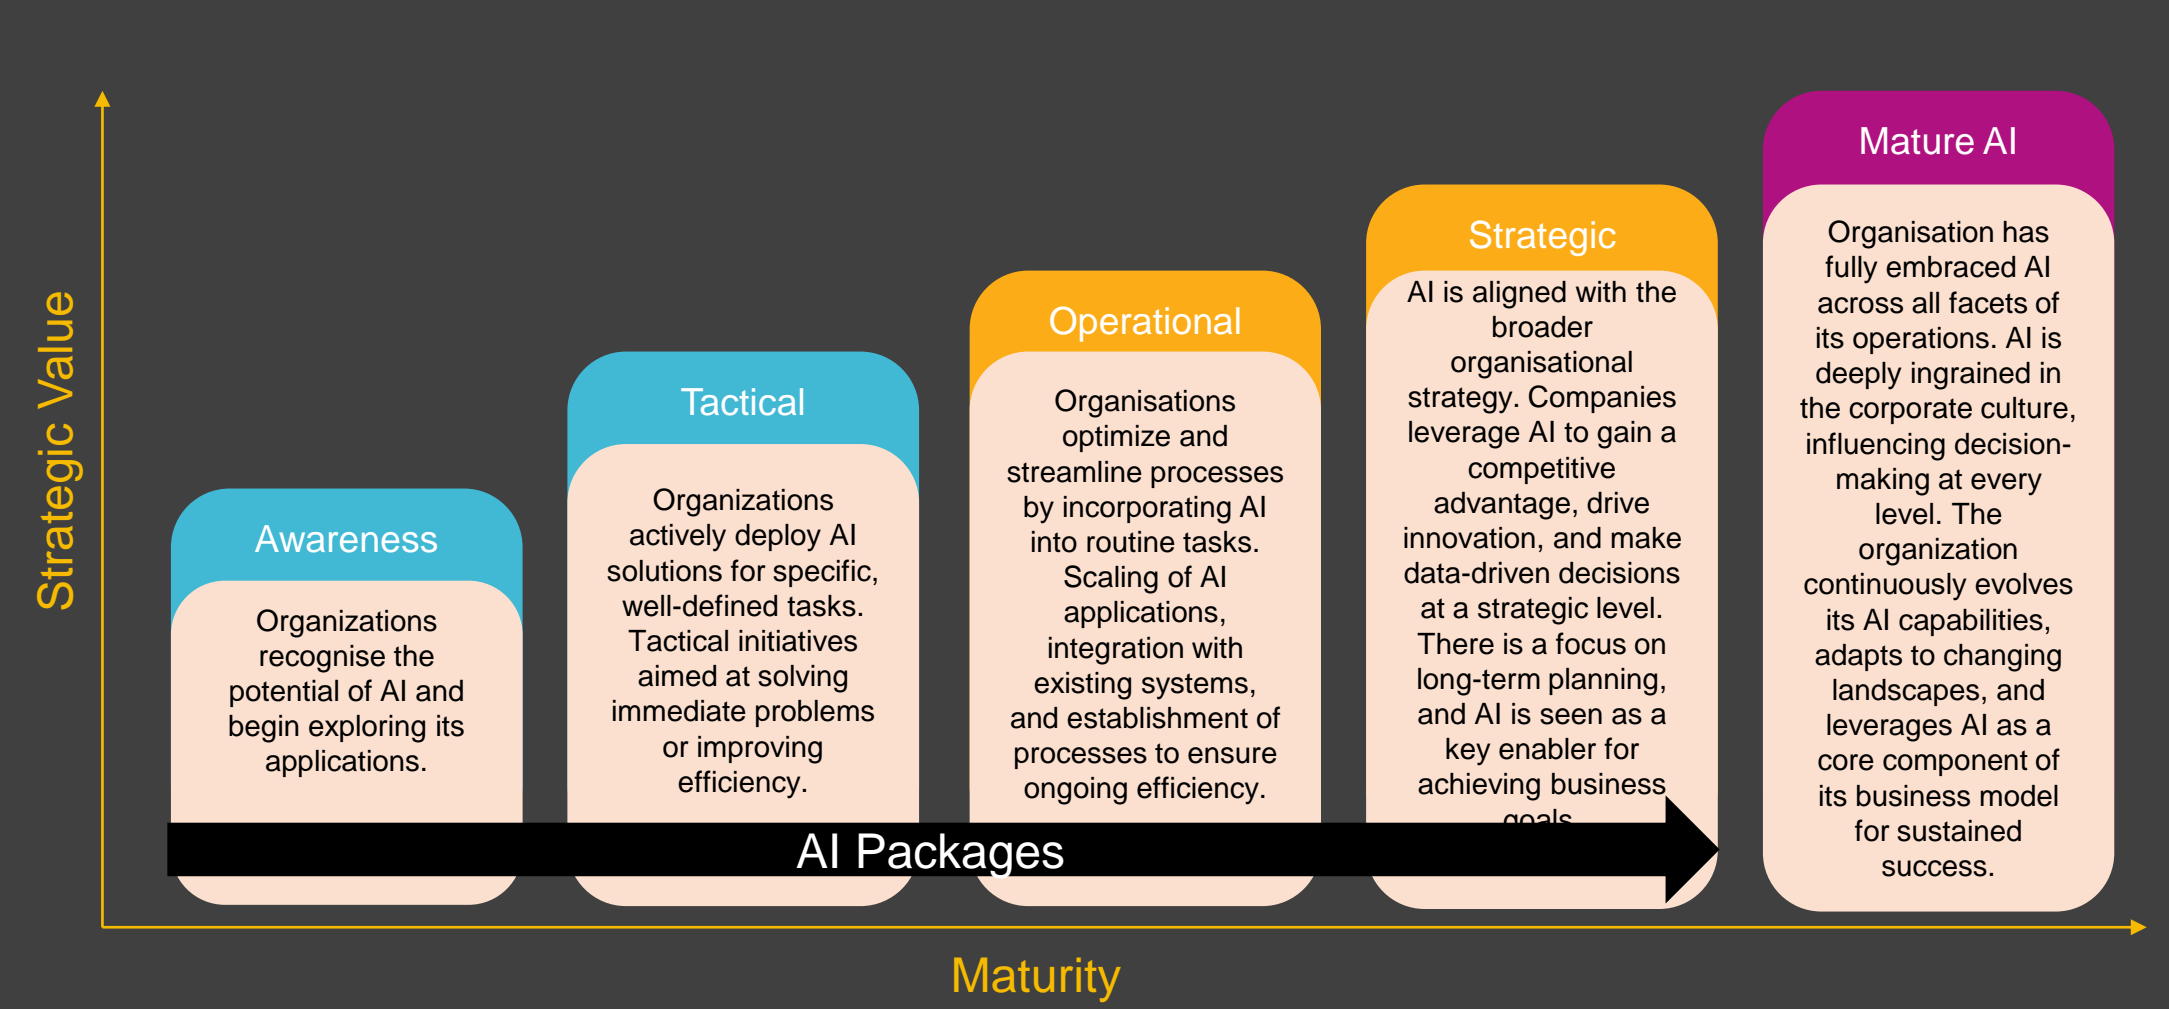 Strategic Value
Awareness
Organizations
recognise the
potential of AI and
begin exploring its
applications.
Tactical
Organizations
actively deploy AI
solutions for specific,
well-defined tasks.
Tactical initiatives
aimed at solving
immediate problems
or improving
efficiency.
Operational
Organisations
optimize and
streamline processes
by incorporating AI
into routine tasks.
Scaling of AI
applications,
integration with
existing systems,
and establishment of
processes to ensure
ongoing efficiency.
Strategic
AI is aligned with the
broader
organisational
strategy. Companies
leverage AI to gain a
competitive
advantage, drive
innovation, and make
data-driven decisions
at a strategic level.
There is a focus on
long-term planning,
and AI is seen as a
key enabler for
achieving business
goals
Mature AI
Organisation has
fully embraced AI
across all facets of
its operations. AI is
deeply ingrained in
the corporate culture,
influencing decision-
making at every
level. The
organization
continuously evolves
its AI capabilities,
adapts to changing
landscapes, and
leverages AI as a
core component of
its business model
for sustained
success.
AI Packages
Maturity